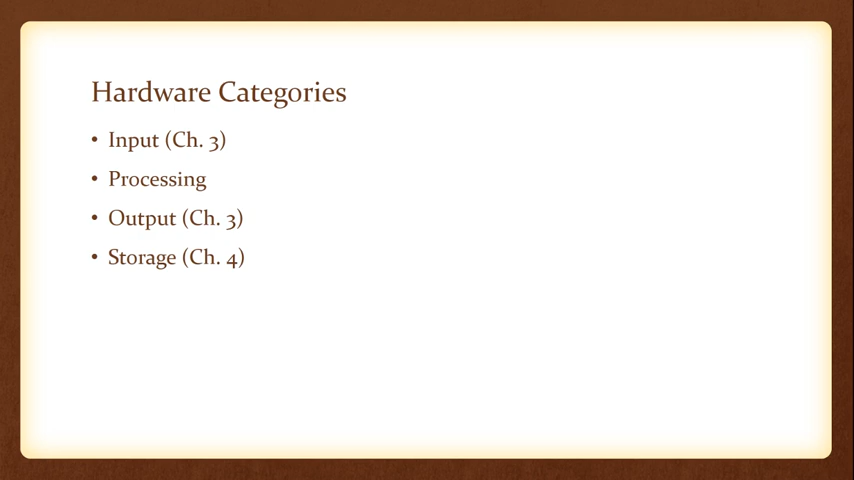 Hardware Categories
• Input (Ch. 3)
• Processing
• Output (Ch. 3)
• Storage (Ch. 4)